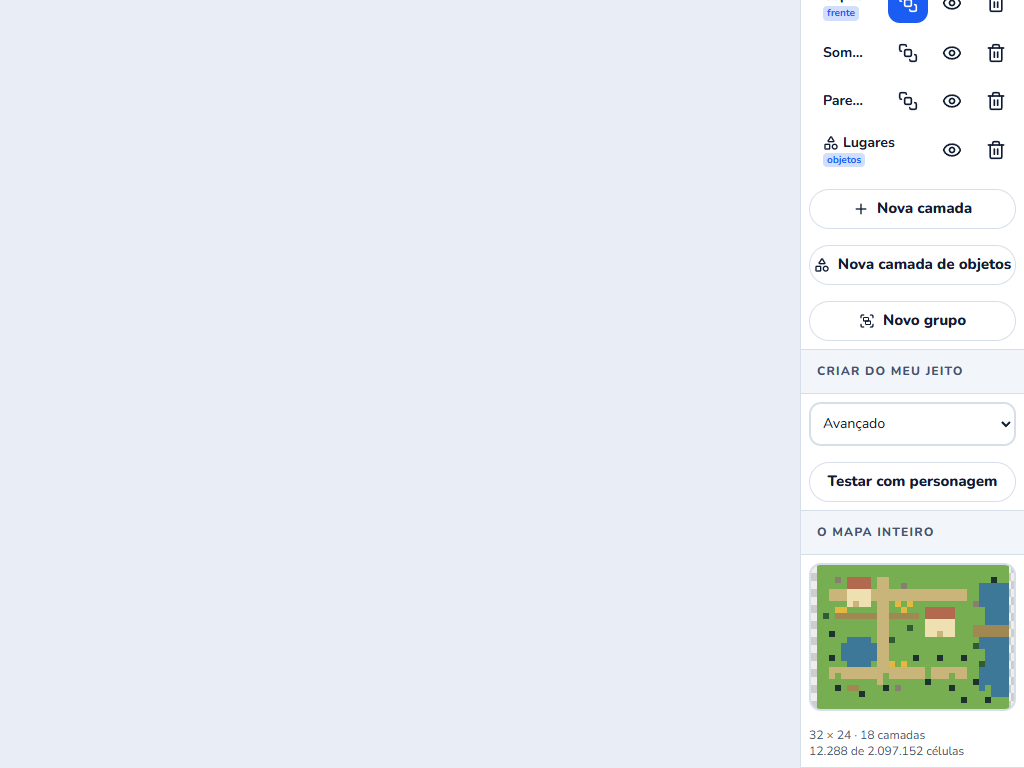 frente
Som...
Pare...
Lugares
objetos
Nova camada
Nova camada de objetos
Novo grupo
CRIAR DO MEU JEITO
Avançado
Testar com personagem
O MAPA INTEIRO
32 × 24 · 18 camadas
12.288 de 2.097.152 células